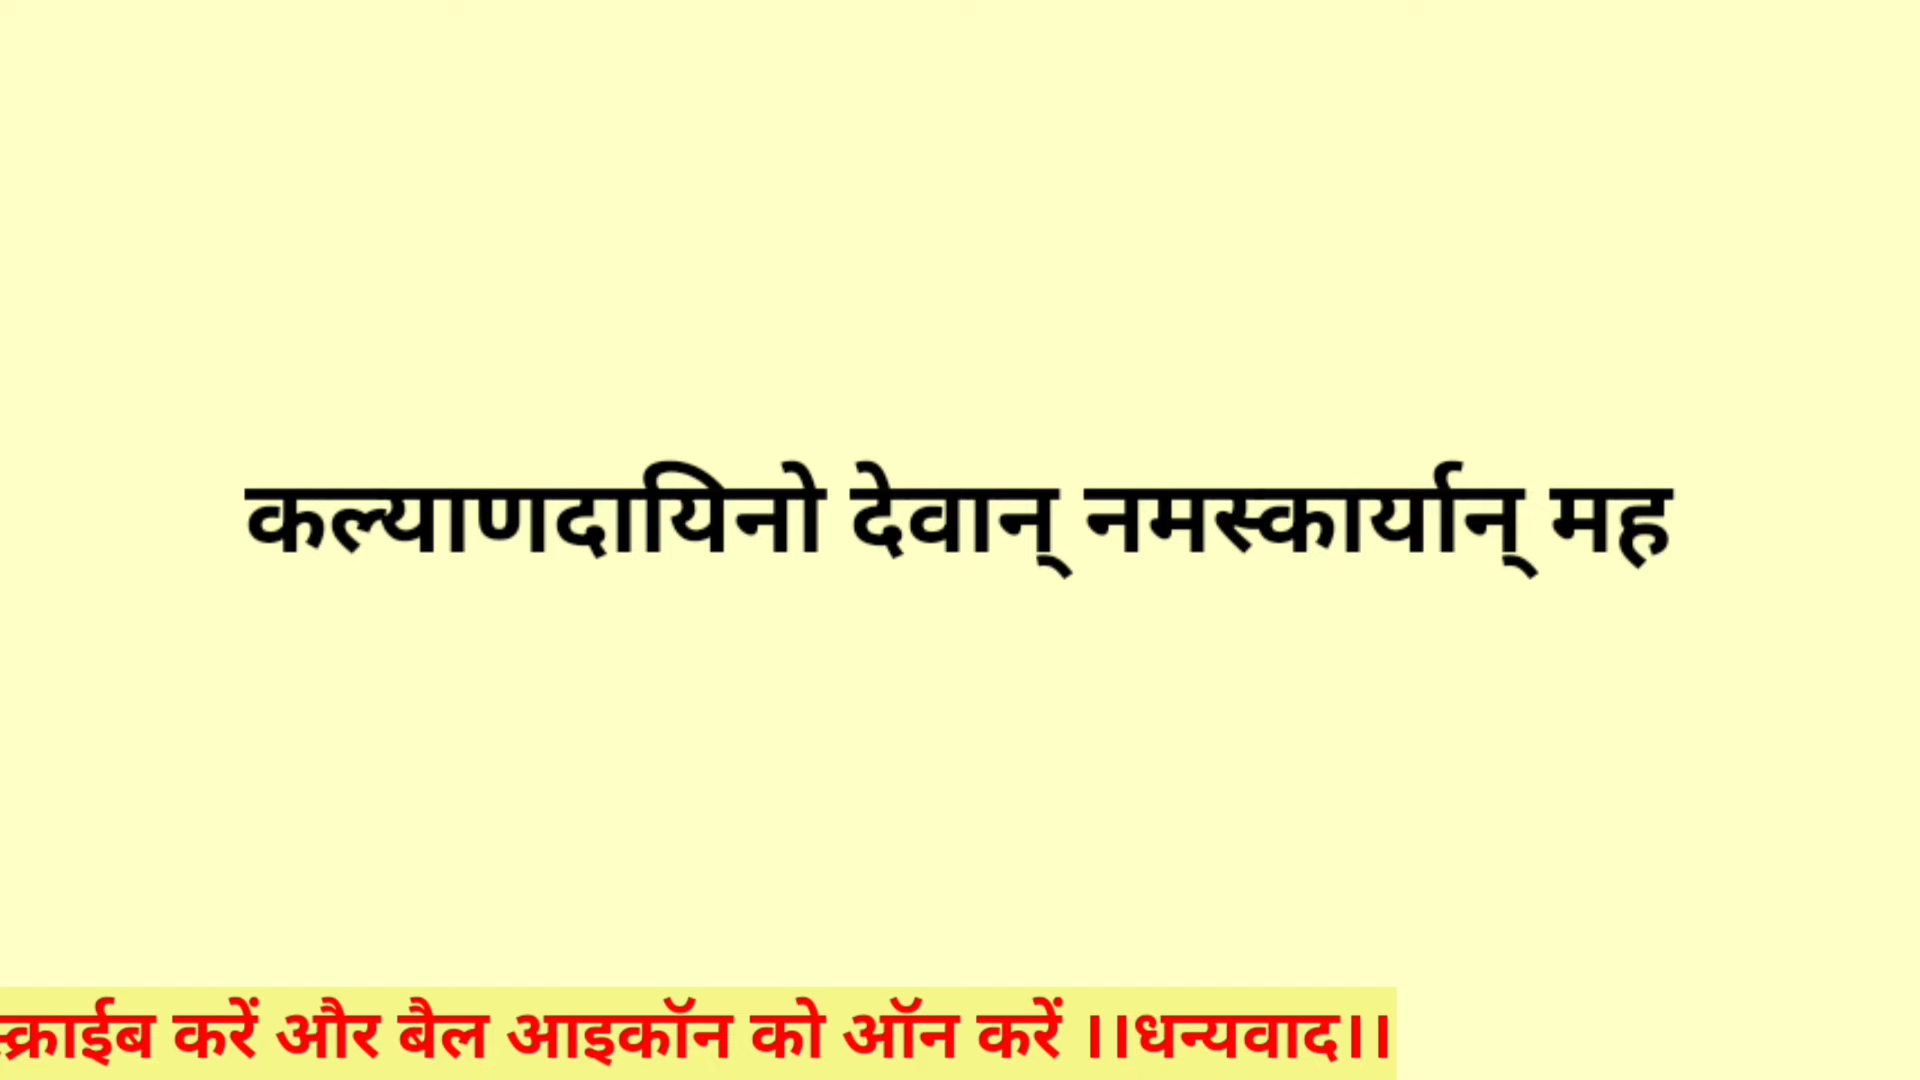 कल्याणदायिनो देवान् नमस्कार्यान् मह
स्क्राईब करें और बैल आइकॉन को ऑन करें ।।धन्यवाद।।